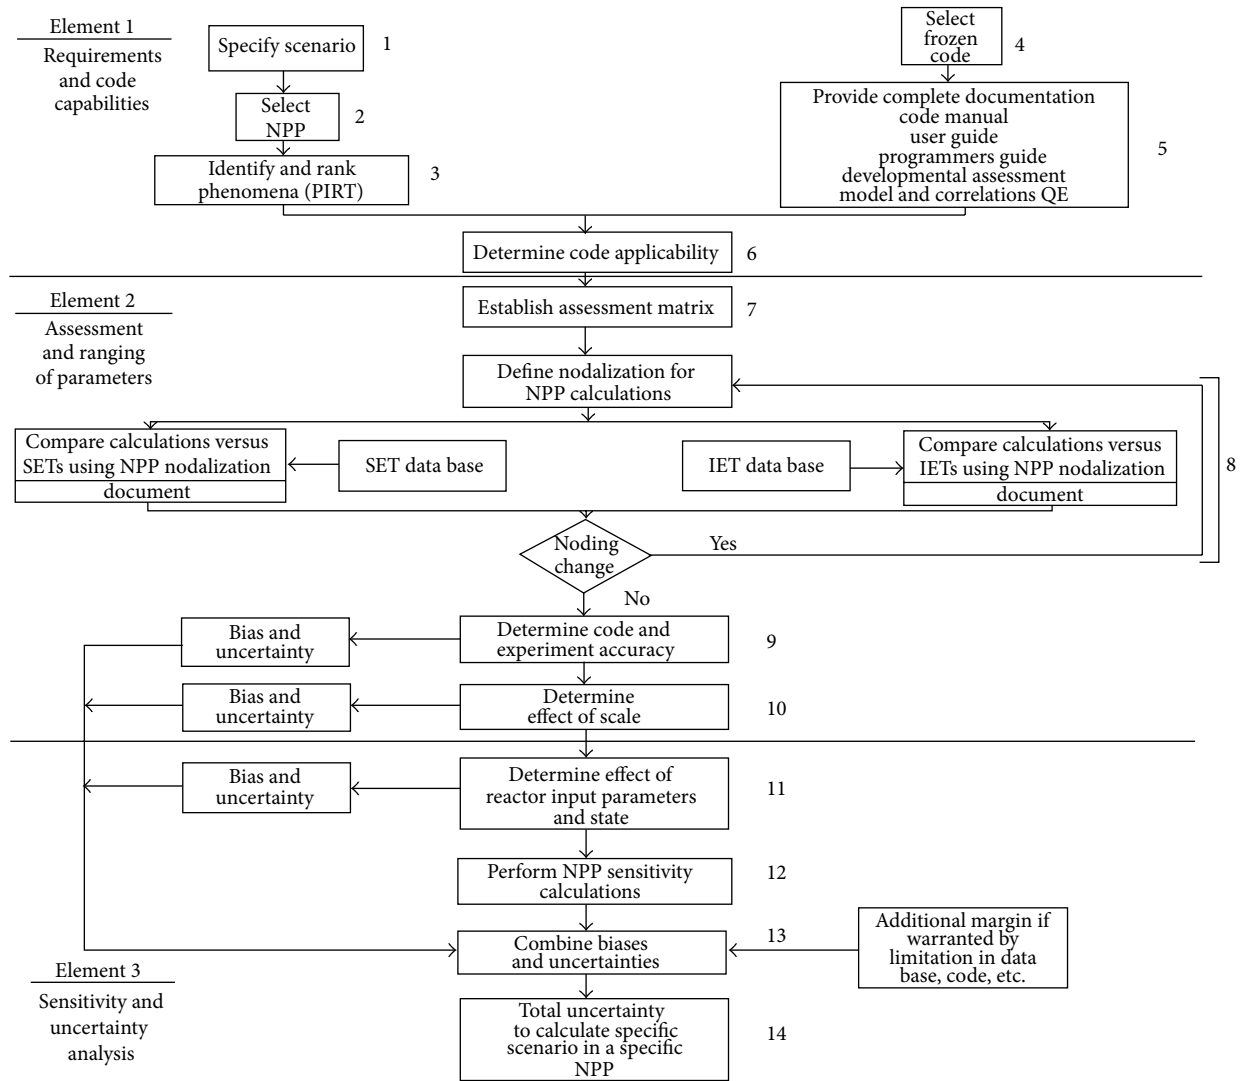 Element 1
Requirements
and code
capabilities
Specify scenario
1
Select
NPP
2
Identify and rank
phenomena (PIRT)
3
Select
frozen
code
4
Provide complete documentation
code manual
user guide
programmers guide
developmental assessment
model and correlations QE
5
Determine code applicability
6
Element 2
Assessment
and ranging
of parameters
Establish assessment matrix
7
Define nodalization for
NPP calculations
Compare calculations versus
SETs using NPP nodalization
document
SET data base
IET data base
Compare calculations versus
IETs using NPP nodalization
document
8
Noding
change
Yes
No
Bias and
uncertainty
Determine code and
experiment accuracy
9
Bias and
uncertainty
Determine
effect of scale
10
Bias and
uncertainty
Determine effect of
reactor input parameters
and state
11
Perform NPP sensitivity
calculations
12
Element 3
Sensitivity and
uncertainty
analysis
Combine biases
and uncertainties
13
Additional margin if
warranted by
limitation in data
base, code, etc.
Total uncertainty
to calculate specific
scenario in a specific
NPP
14